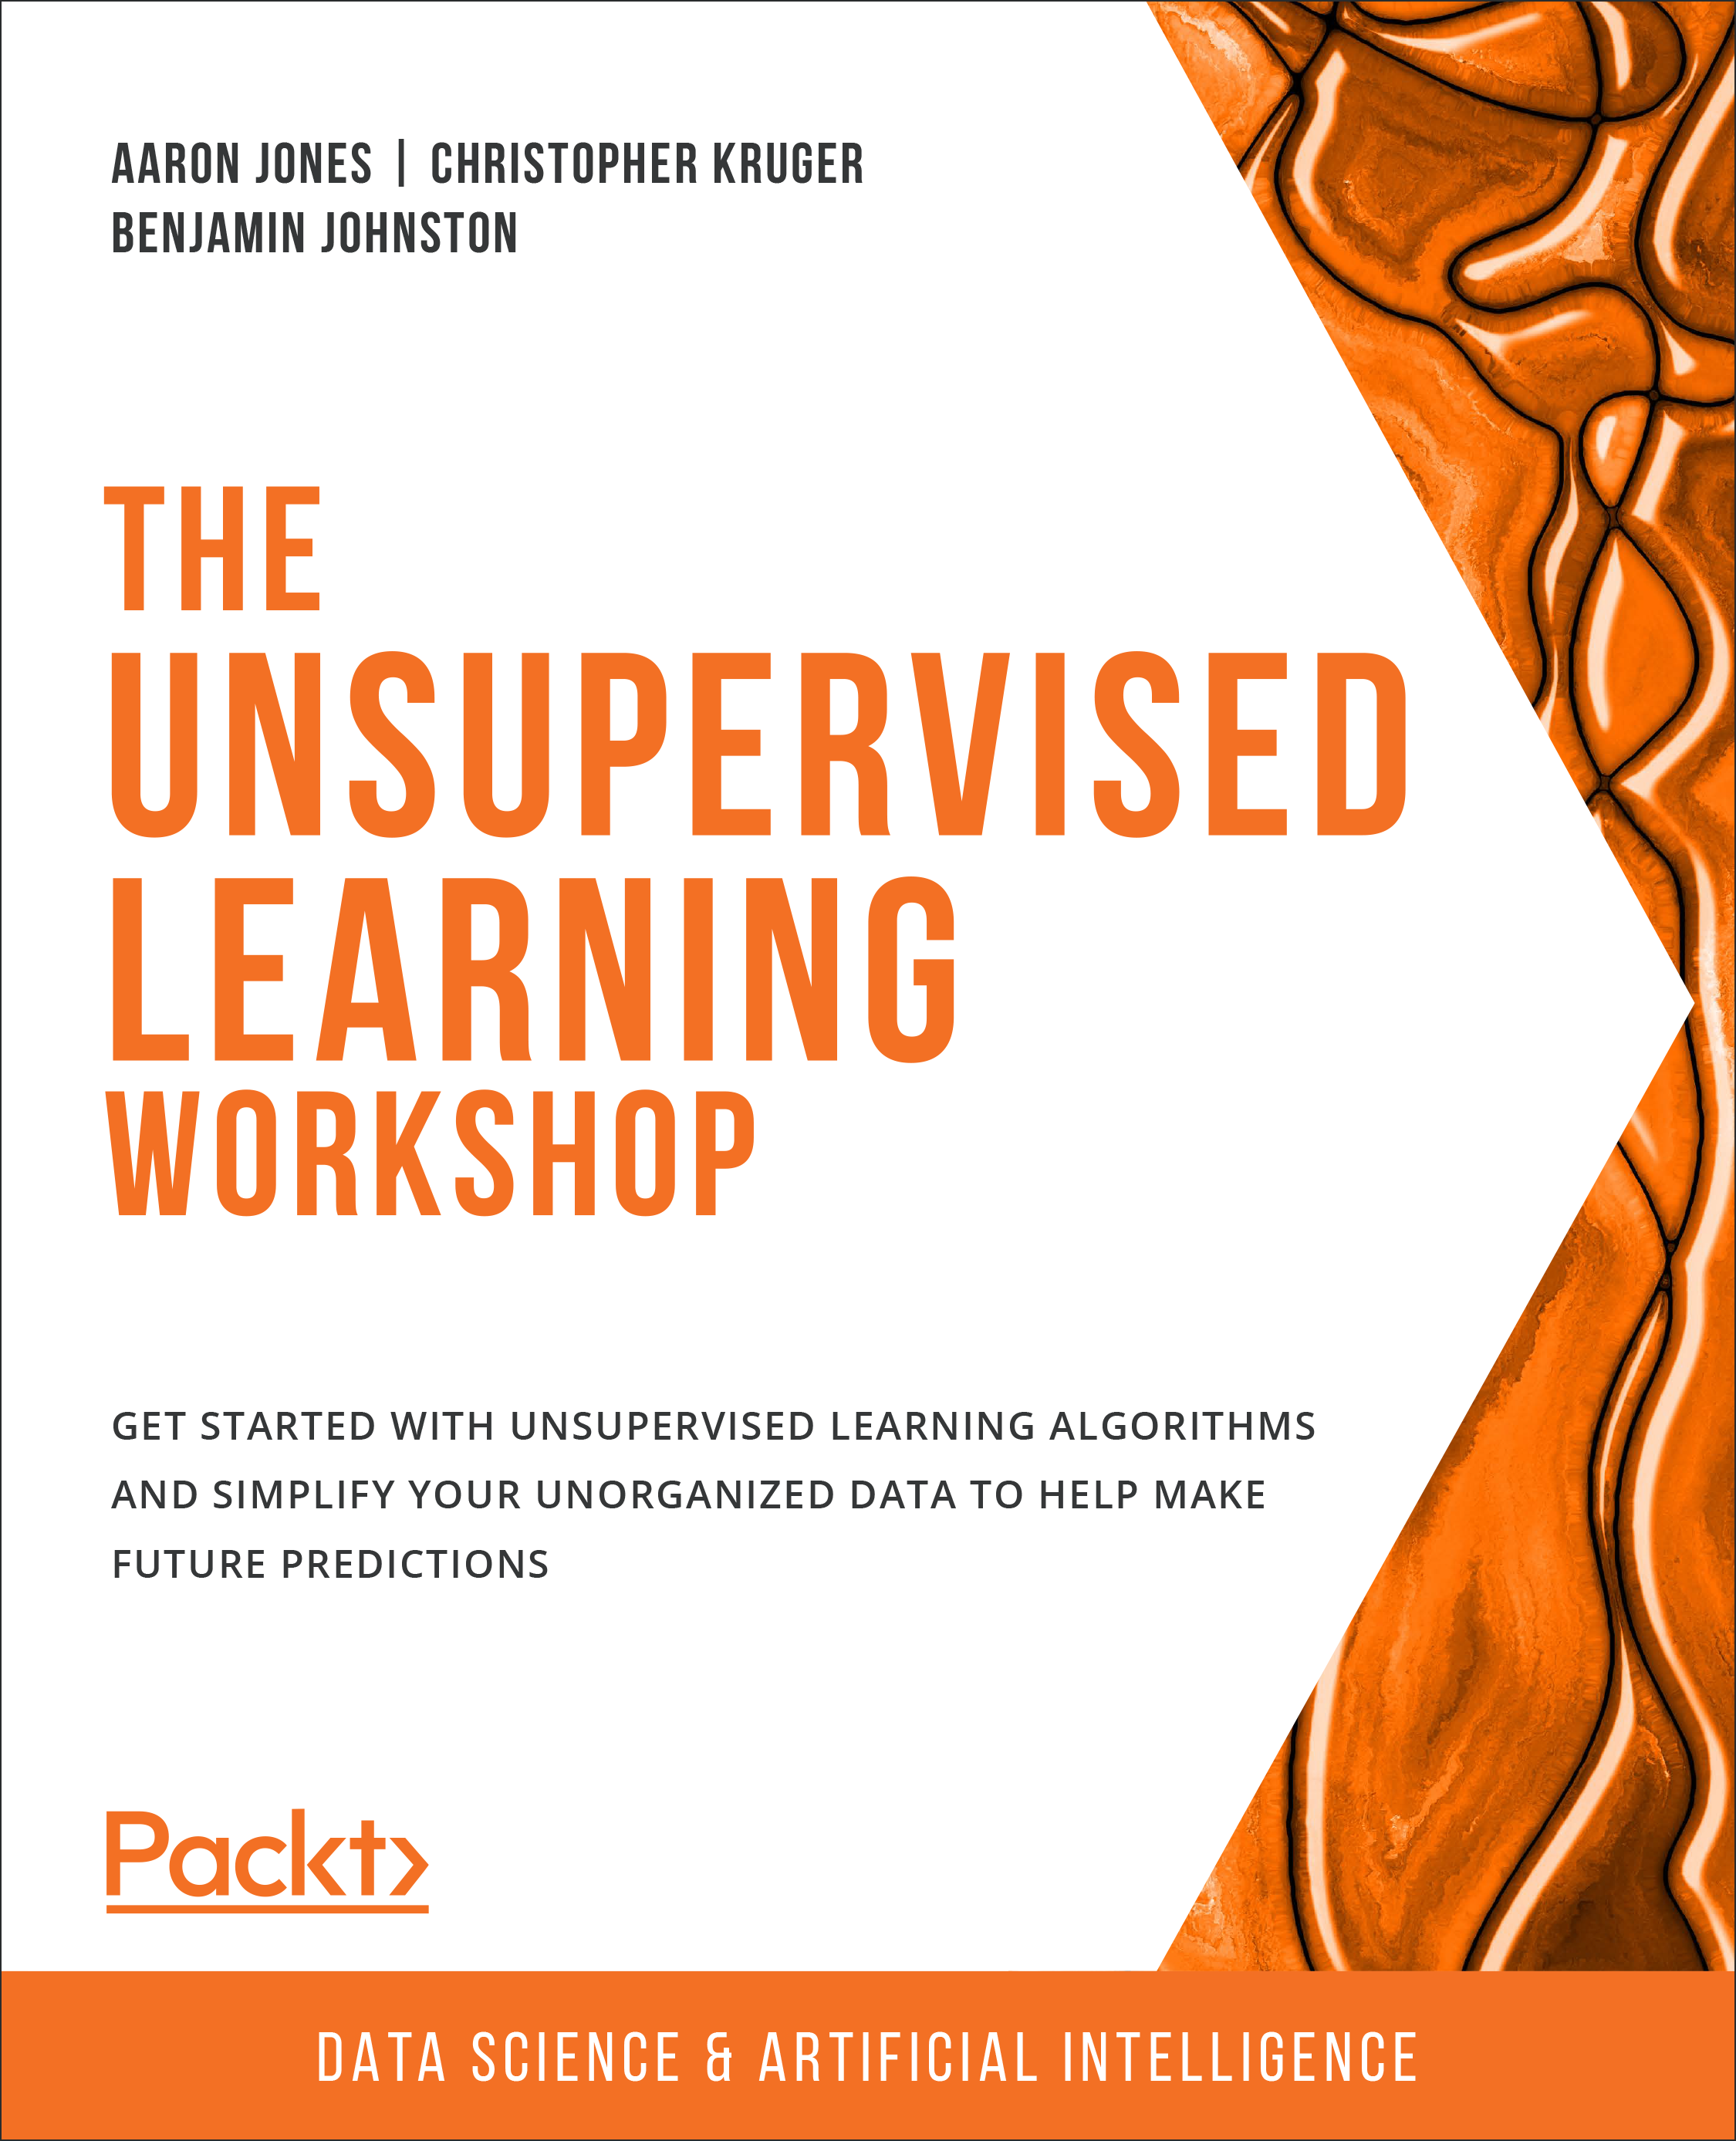 AARON JONES | CHRISTOPHER KRUGER
BENJAMIN JOHNSTON
THE
UNSUPERVISED
LEARNING
WORKSHOP
GET STARTED WITH UNSUPERVISED LEARNING ALGORITHMS
AND SIMPLIFY YOUR UNORGANIZED DATA TO HELP MAKE
FUTURE PREDICTIONS
Packt
DATA SCIENCE & ARTIFICIAL INTELLIGENCE